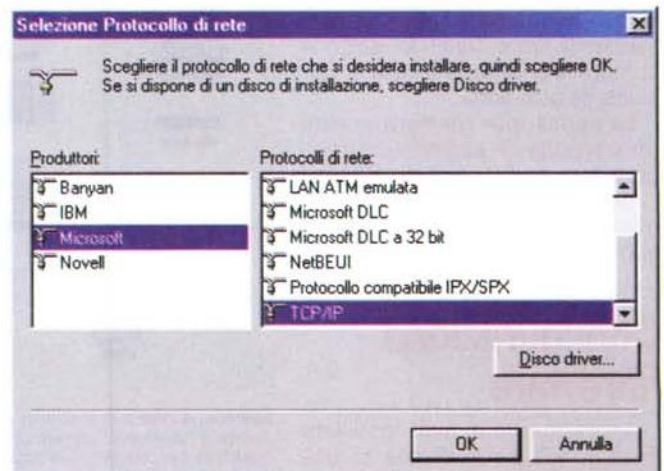 Selezione Protocollo di rete
Scegliere il protocollo di rete che si desidera installare, quindi scegliere OK.
Se si dispone di un disco di installazione, scegliere Disco driver.
Produttori:
Banyan
IBM
Microsoft
Novell
Protocolli di rete:
LAN ATM emulata
Microsoft DLC
Microsoft DLC a 32 bit
NetBEUI
Protocollo compatibile IPX/SPX
TCP/IP
Disco driver...
OK
Annulla